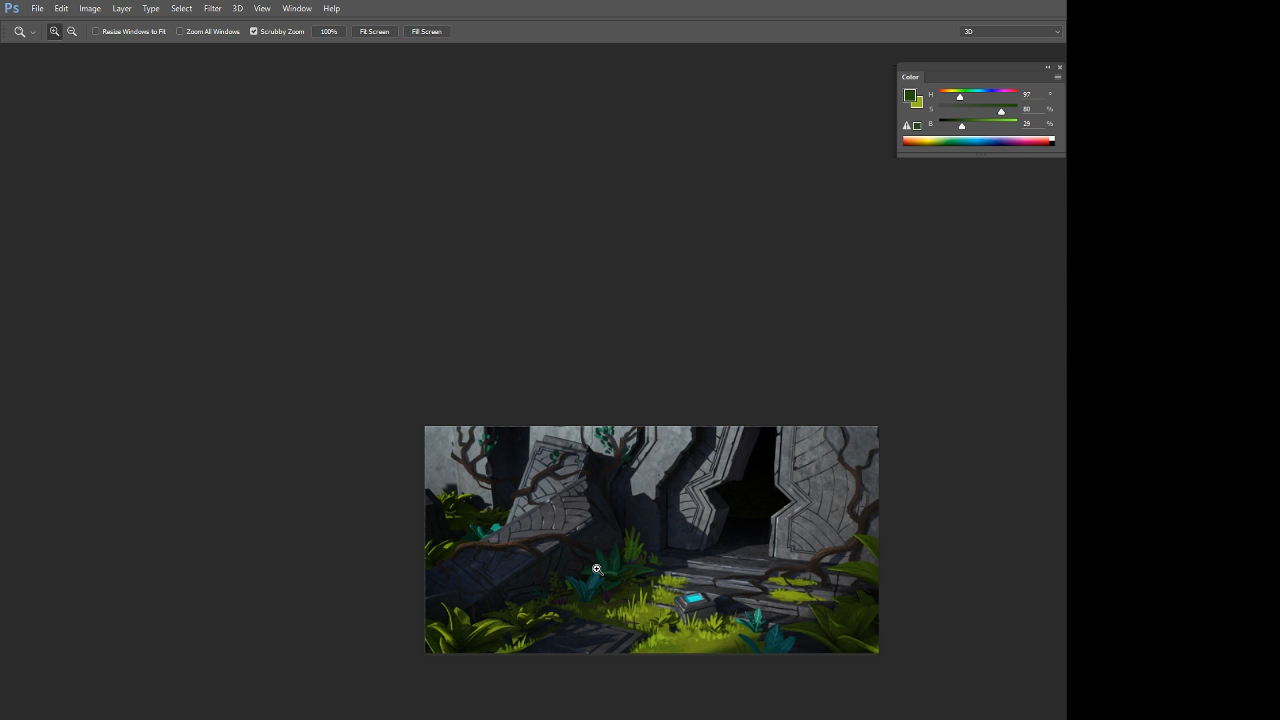 Ps File Edit Image Layer Type Select Filter 3D View Window Help
Resize Windows to Fit Zoom All Windows Scrubby Zoom 100% Fit Screen Fill Screen 3D
Color
H 97 °
S 80 %
B 29 %